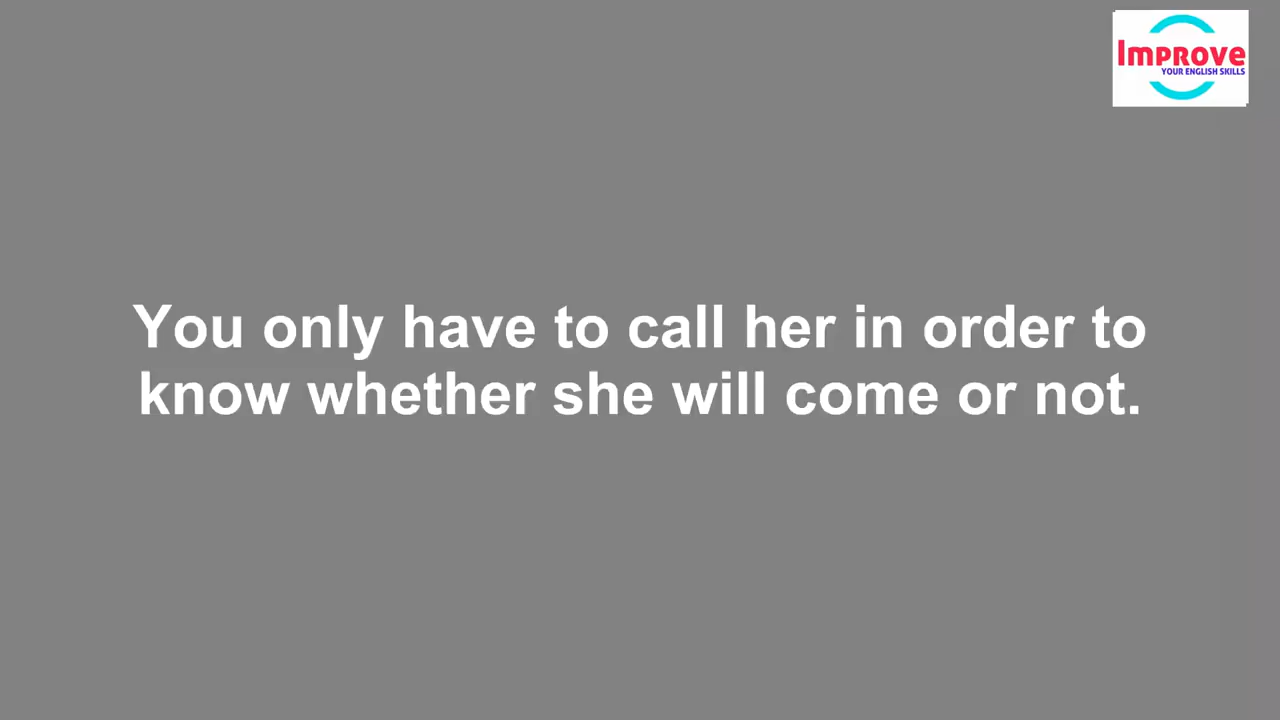 Improve
YOUR ENGLISH SKILLS
You only have to call her in order to
know whether she will come or not.